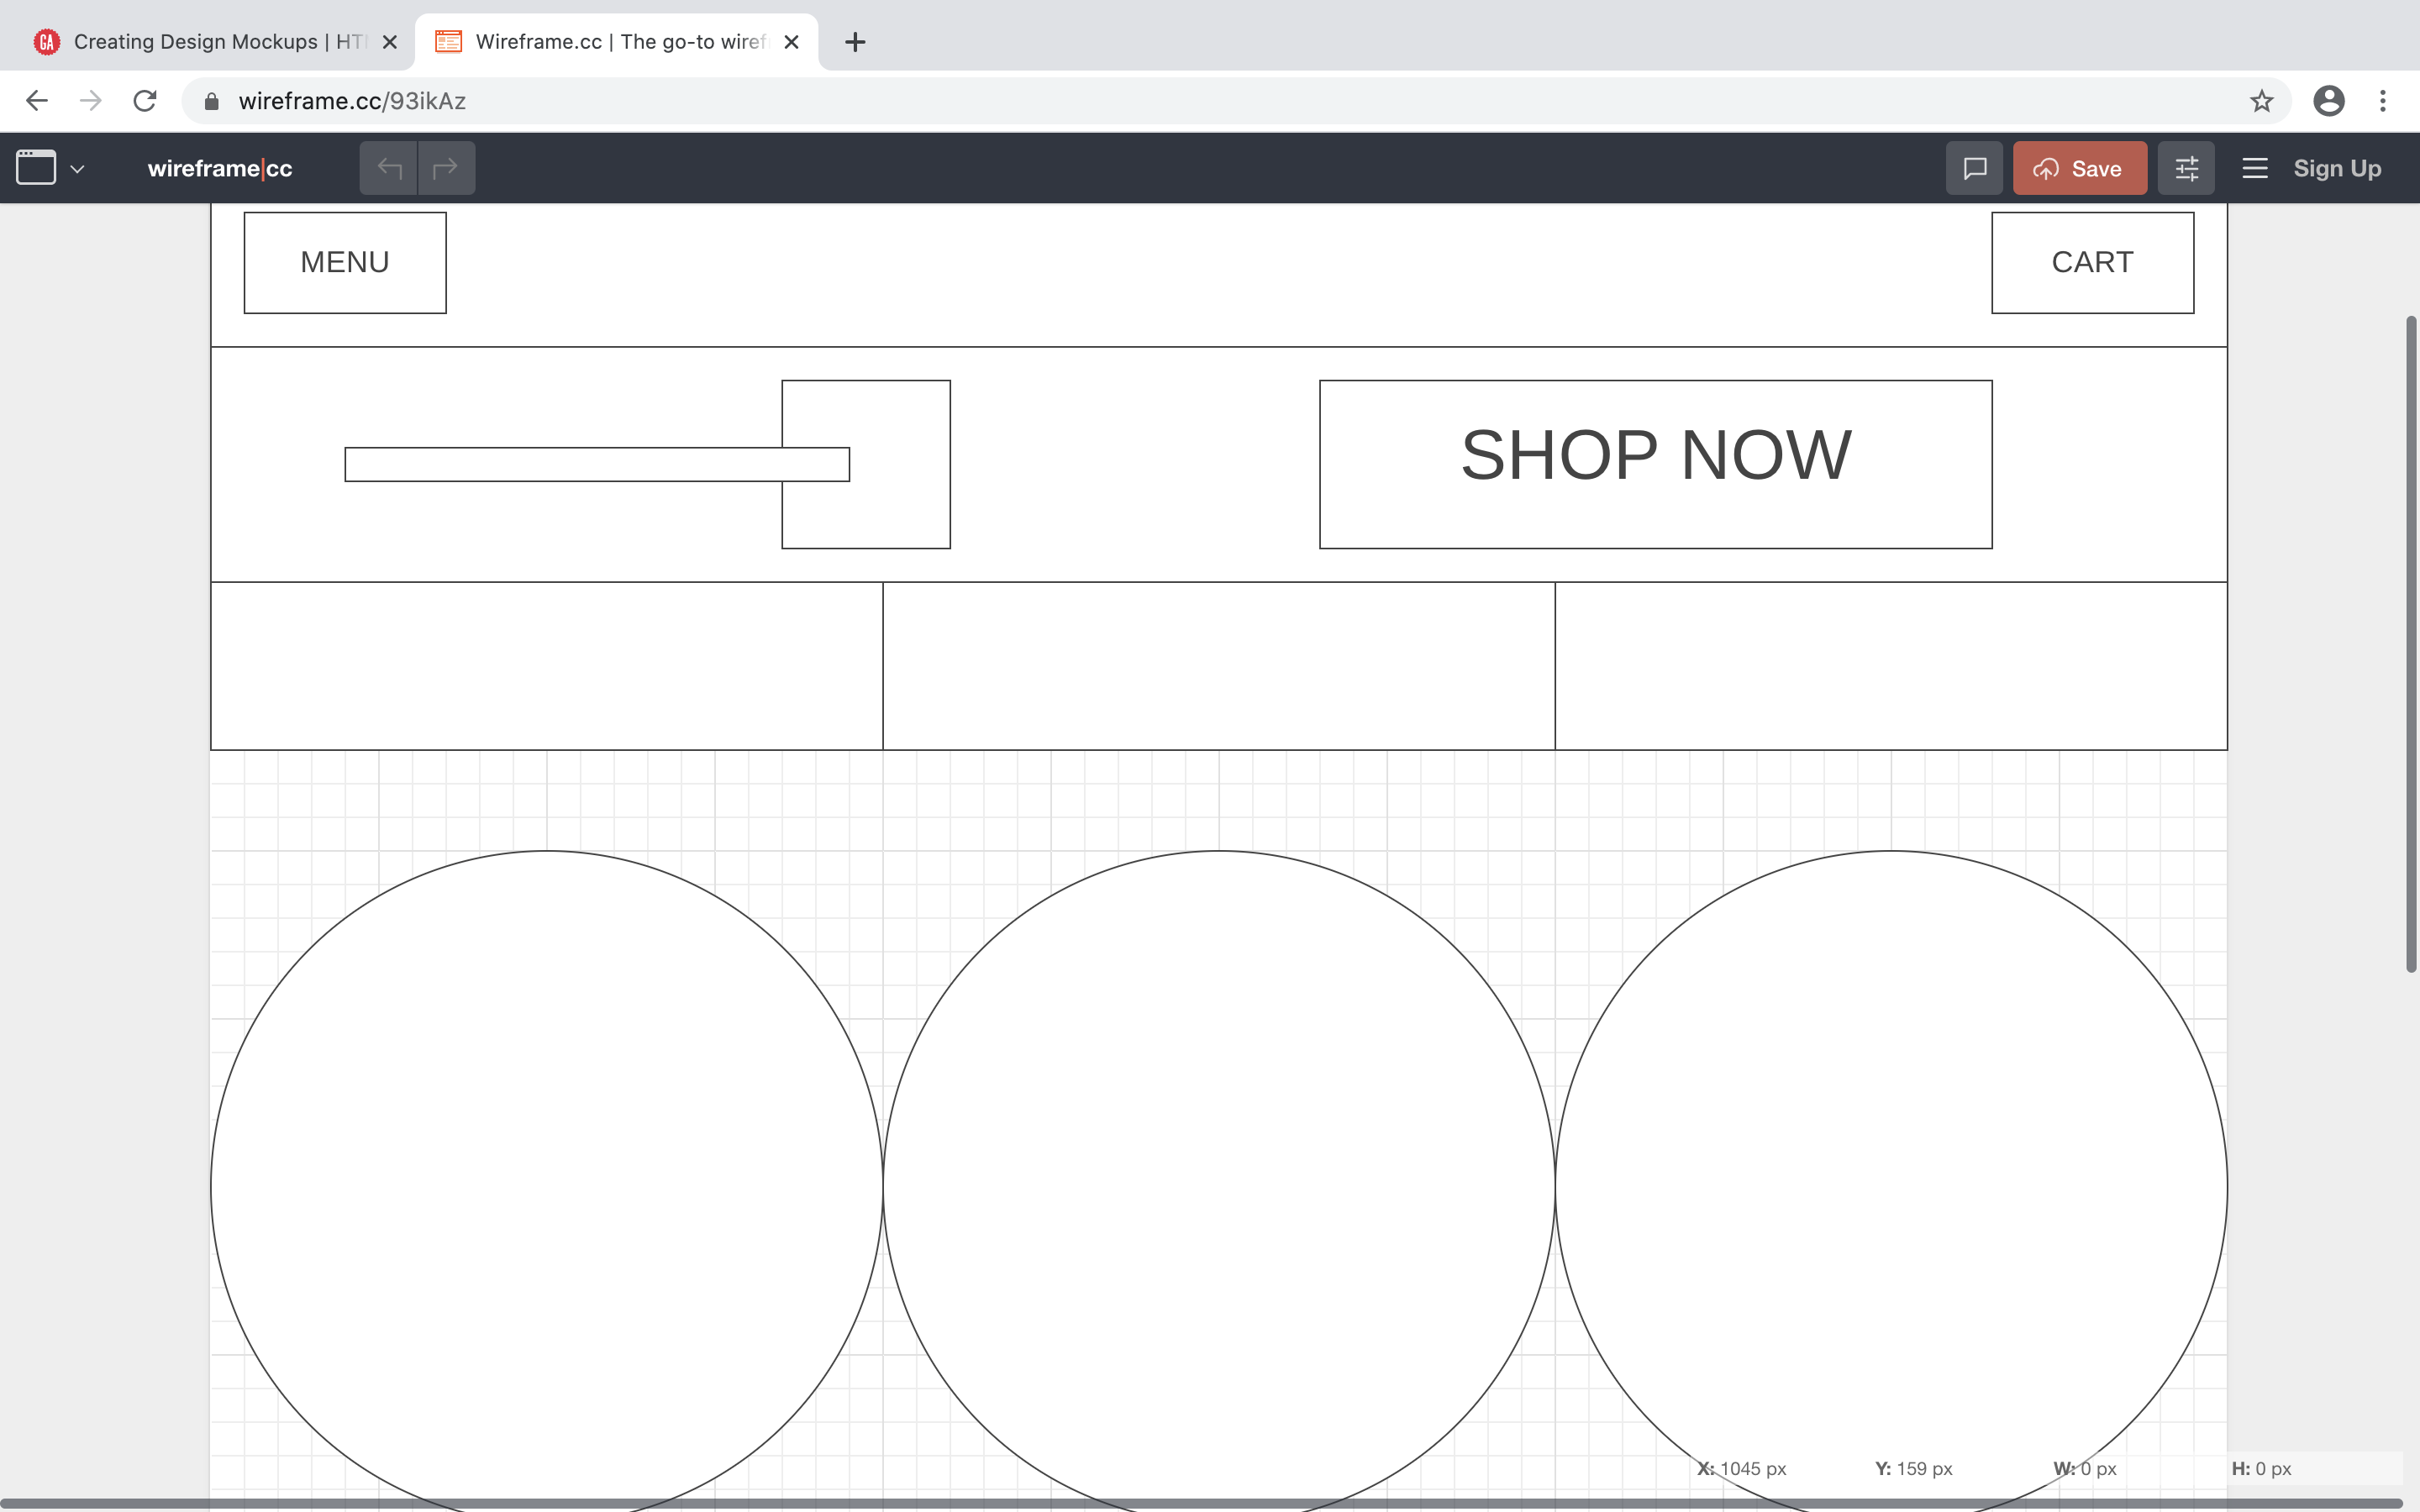 GA Creating Design Mockups | HT
Wireframe.cc | The go-to wiref
wireframe.cc/93ikAz
wireframe|cc
Save
Sign Up
MENU
CART
SHOP NOW
X: 1045 px Y: 159 px W: 0 px H: 0 px